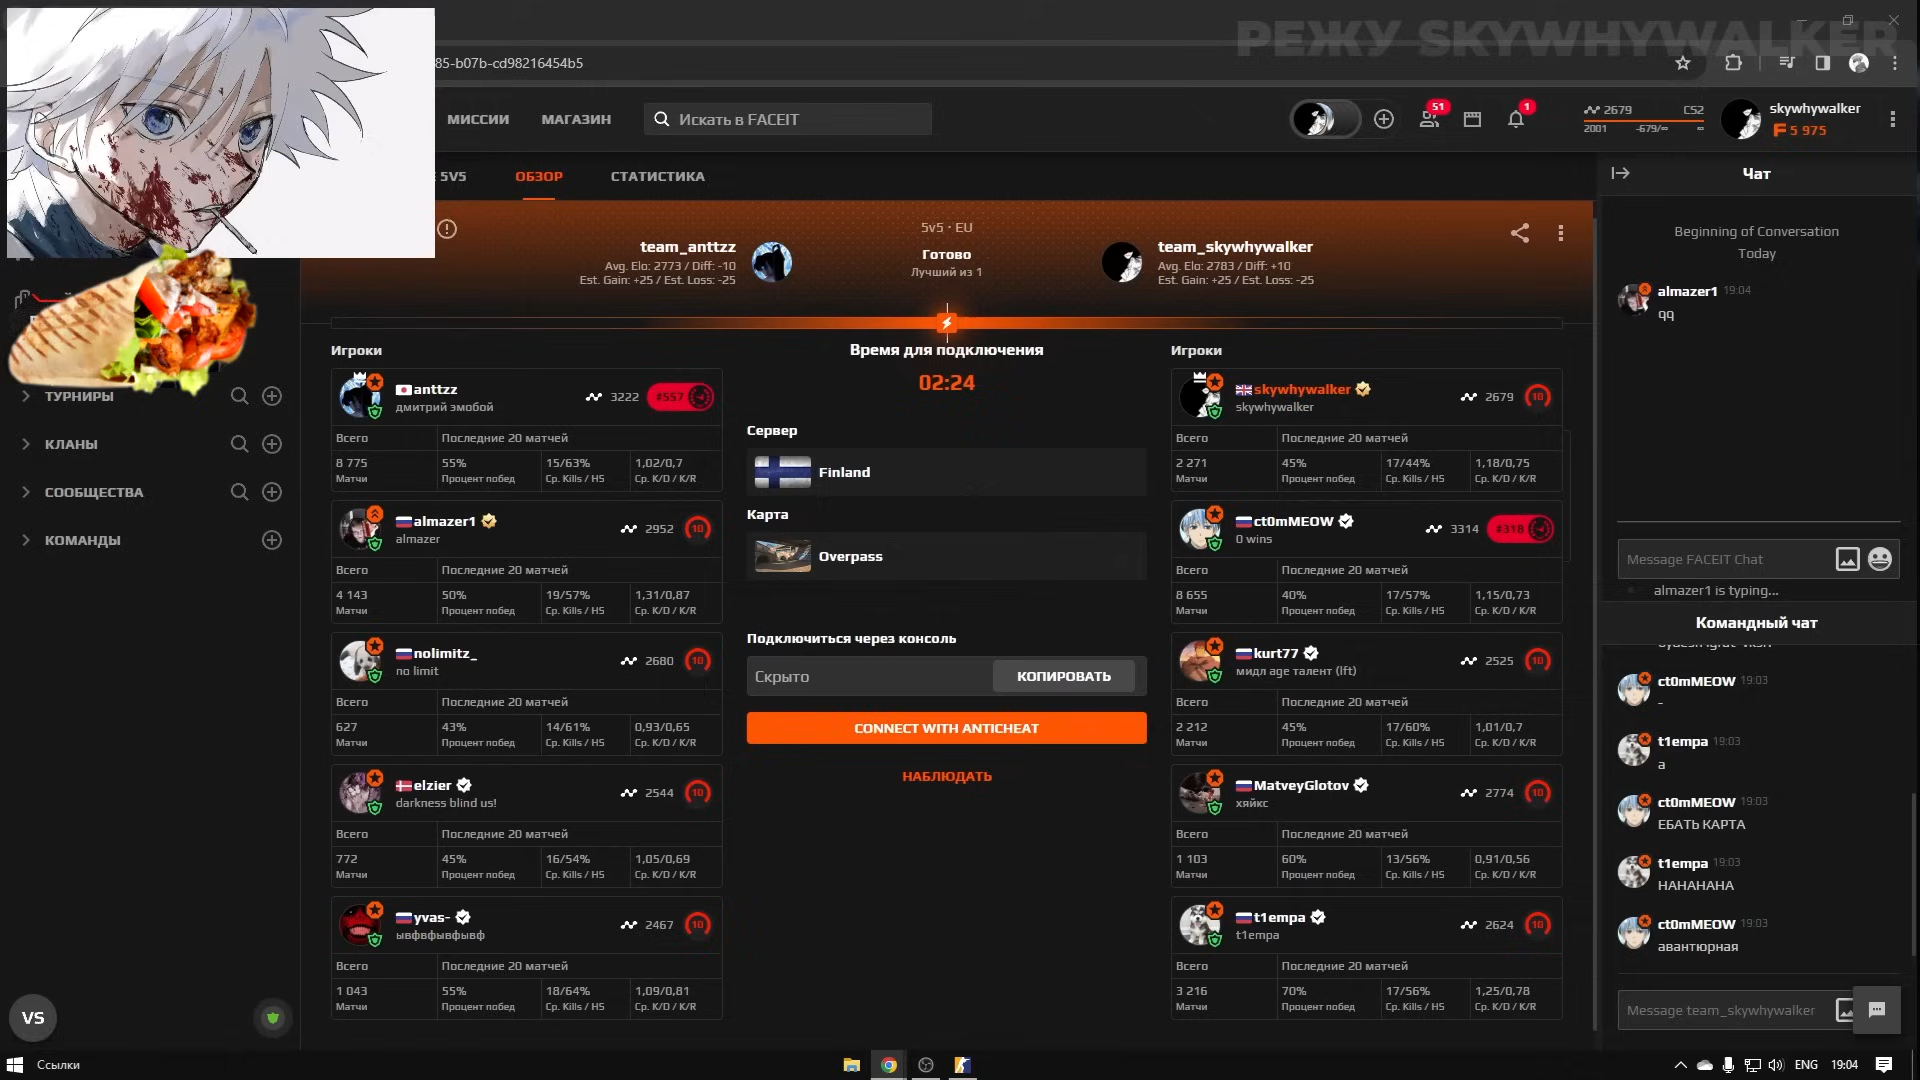 РЕЖУ SKYWHYWALKER
85-b07b-cd98216454b5
МИССИИ
МАГАЗИН
Искать в FACEIT
51
1
2679
CS2
2001
-679/∞
∞
skywhywalker
5 975
5V5
ОБЗОР
СТАТИСТИКА
team_anttzz
Avg. Elo: 2773 / Diff: -10
Est. Gain: +25 / Est. Loss: -25
5v5 · EU
Готово
Лучший из 1
team_skywhywalker
Avg. Elo: 2783 / Diff: +10
Est. Gain: +25 / Est. Loss: -25
ТУРНИРЫ
КЛАНЫ
СООБЩЕСТВА
КОМАНДЫ
VS
Игроки
anttzz
дмитрий эмобой
3222
#557
Всего
Последние 20 матчей
8 775
55%
15/63%
1,02/0,7
Матчи
Процент побед
Ср. Kills / HS
Ср. K/D / K/R
almazer1
almazer
2952
10
Всего
Последние 20 матчей
4 143
50%
19/57%
1,31/0,87
Матчи
Процент побед
Ср. Kills / HS
Ср. K/D / K/R
nolimitz_
no limit
2680
10
Всего
Последние 20 матчей
627
43%
14/61%
0,93/0,65
Матчи
Процент побед
Ср. Kills / HS
Ср. K/D / K/R
elzier
darkness blind us!
2544
10
Всего
Последние 20 матчей
772
45%
16/54%
1,05/0,69
Матчи
Процент побед
Ср. Kills / HS
Ср. K/D / K/R
yvas-
ывфвфывфывф
2467
10
Всего
Последние 20 матчей
1 043
55%
18/64%
1,09/0,81
Матчи
Процент побед
Ср. Kills / HS
Ср. K/D / K/R
Время для подключения
02:24
Сервер
Finland
Карта
Overpass
Подключиться через консоль
Скрыто
КОПИРОВАТЬ
CONNECT WITH ANTICHEAT
НАБЛЮДАТЬ
Игроки
skywhywalker
skywhywalker
2679
10
Всего
Последние 20 матчей
2 271
45%
17/44%
1,18/0,75
Матчи
Процент побед
Ср. Kills / HS
Ср. K/D / K/R
ct0mMEOW
0 wins
3314
#318
Всего
Последние 20 матчей
8 655
40%
17/57%
1,15/0,73
Матчи
Процент побед
Ср. Kills / HS
Ср. K/D / K/R
kurt77
мидл age талент (lft)
2525
10
Всего
Последние 20 матчей
2 212
45%
17/60%
1,01/0,7
Матчи
Процент побед
Ср. Kills / HS
Ср. K/D / K/R
MatveyGlotov
хяйкс
2774
10
Всего
Последние 20 матчей
1 103
60%
13/56%
0,91/0,56
Матчи
Процент побед
Ср. Kills / HS
Ср. K/D / K/R
t1empa
t1empa
2624
10
Всего
Последние 20 матчей
3 216
70%
17/56%
1,25/0,78
Матчи
Процент побед
Ср. Kills / HS
Ср. K/D / K/R
Чат
Beginning of Conversation
Today
almazer1 19:04
qq
Message FACEIT Chat
almazer1 is typing...
Командный чат
ct0mMEOW 19:03
-
t1empa 19:03
а
ct0mMEOW 19:03
ЕБАТЬ КАРТА
t1empa 19:03
НАНАНАНА
ct0mMEOW 19:03
авантюрная
Message team_skywhywalker
Ссылки
ENG
19:04